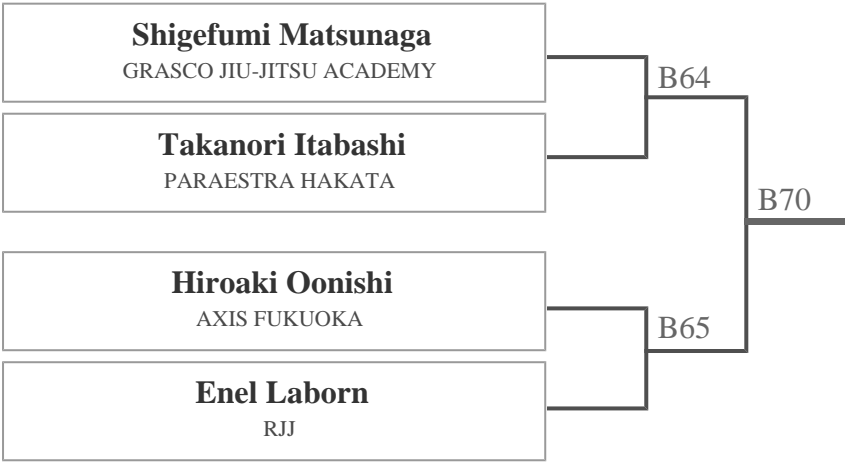 Shigefumi Matsunaga
GRASCO JIU-JITSU ACADEMY
B64
Takanori Itabashi
PARAESTRA HAKATA
B70
Hiroaki Oonishi
AXIS FUKUOKA
B65
Enel Laborn
RJJ